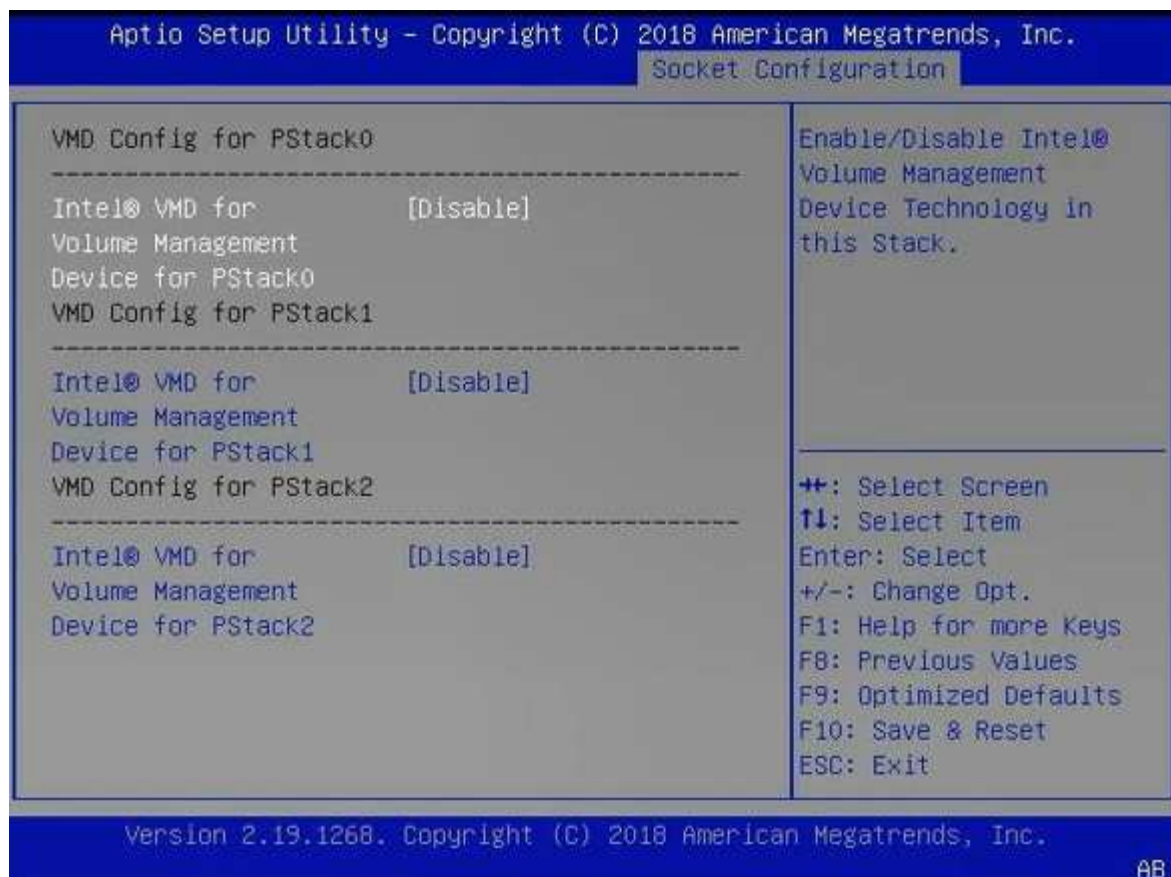 Aptio Setup Utility – Copyright (C) 2018 American Megatrends, Inc.
Socket Configuration
VMD Config for PStack0
------------------------------------------------
Intel® VMD for [Disable]
Volume Management
Device for PStack0
VMD Config for PStack1
------------------------------------------------
Intel® VMD for [Disable]
Volume Management
Device for PStack1
VMD Config for PStack2
------------------------------------------------
Intel® VMD for [Disable]
Volume Management
Device for PStack2
Enable/Disable Intel®
Volume Management
Device Technology in
this Stack.
→←: Select Screen
↑↓: Select Item
Enter: Select
+/-: Change Opt.
F1: Help for more Keys
F8: Previous Values
F9: Optimized Defaults
F10: Save & Reset
ESC: Exit
Version 2.19.1268. Copyright (C) 2018 American Megatrends, Inc.
AB